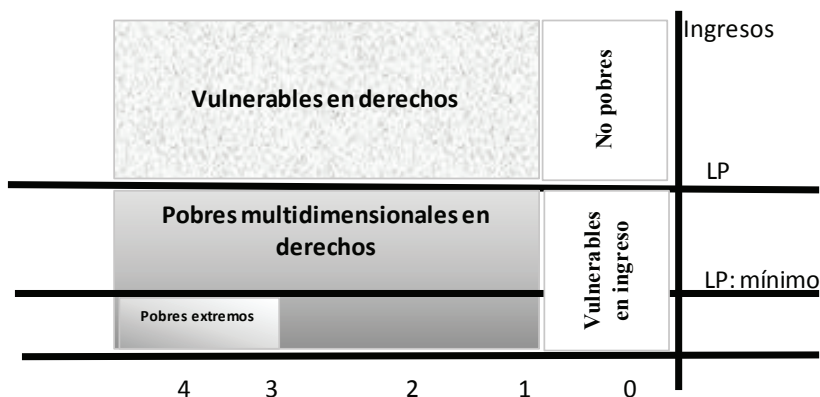 Ingresos
Vulnerables en derechos
No pobres
LP
Pobres multidimensionales en
derechos
Vulnerables
en ingreso
LP: mínimo
Pobres extremos
4 3 2 1 0